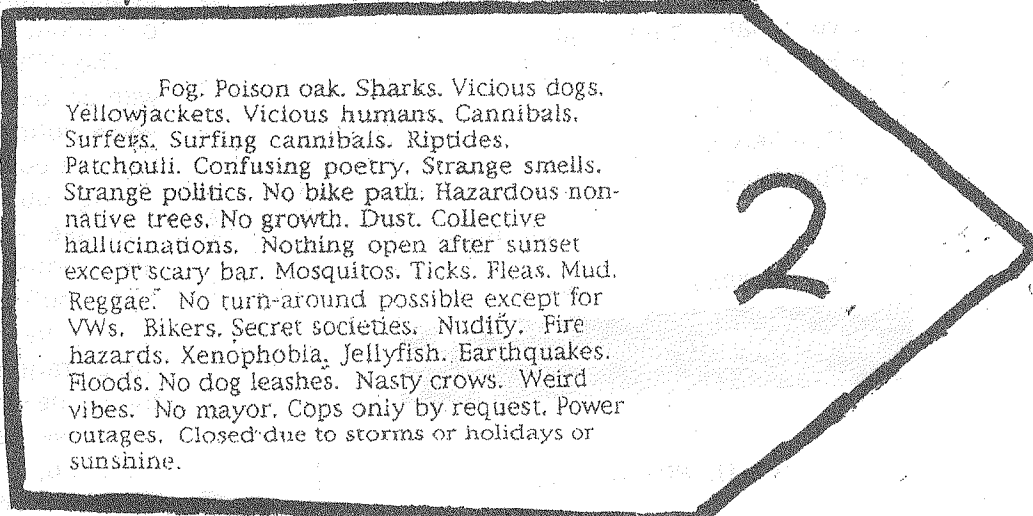 Fog. Poison oak. Sharks. Vicious dogs.
Yellowjackets. Vicious humans. Cannibals.
Surfers. Surfing cannibals. Riptides.
Patchouli. Confusing poetry. Strange smells.
Strange politics. No bike path. Hazardous non-
native trees. No growth. Dust. Collective
hallucinations. Nothing open after sunset
except scary bar. Mosquitos. Ticks. Fleas. Mud.
Reggae. No turn-around possible except for
VWs. Bikers. Secret societies. Nudity. Fire
hazards. Xenophobia. Jellyfish. Earthquakes.
Floods. No dog leashes. Nasty crows. Weird
vibes. No mayor. Cops only by request. Power
outages. Closed due to storms or holidays or
sunshine.
2